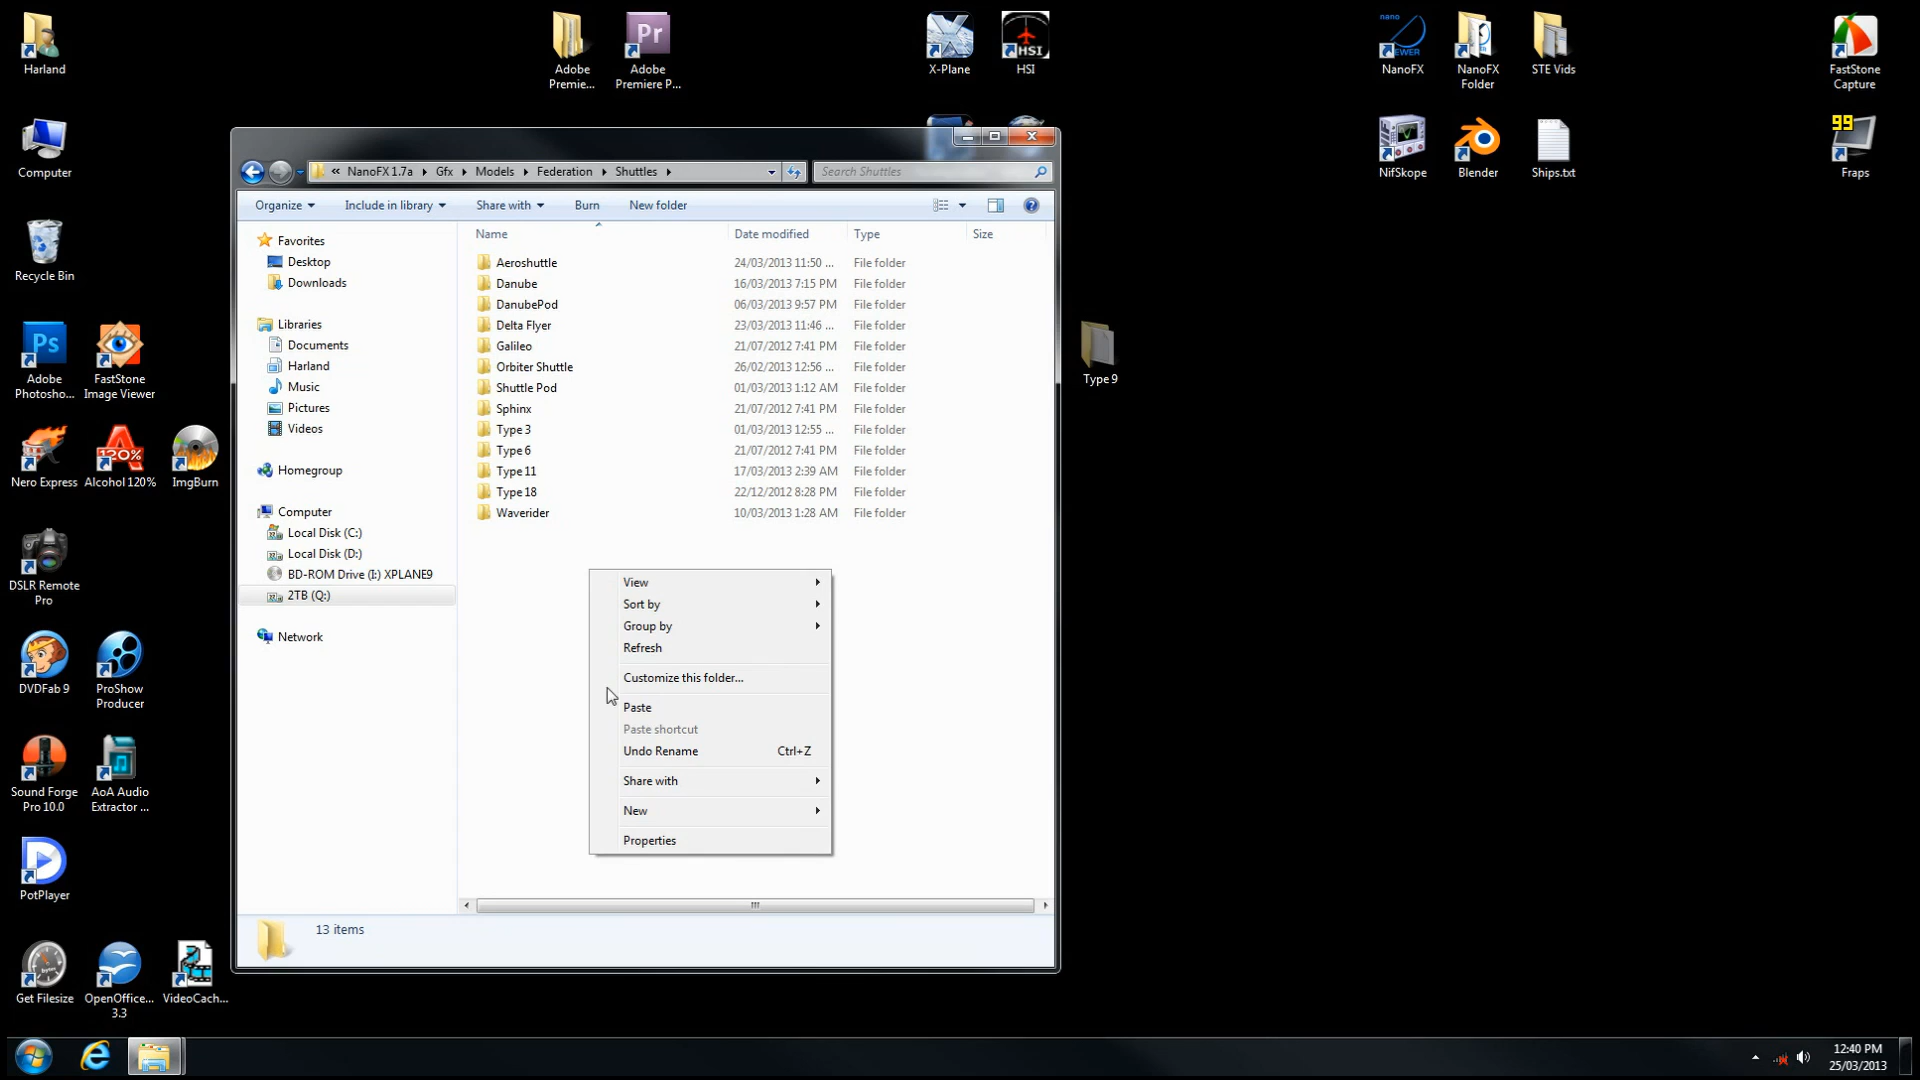 Harland
Adobe
Premie...
Pr
Adobe
Premiere P...
X-Plane
HSI
HSI
nano
EWER
NanoFX
NanoFX
Folder
STE Vids
FastStone
Capture
Computer
NifSkope
Blender
Ships.txt
99
Fraps
Recycle Bin
Ps
Adobe
Photosho...
FastStone
Image Viewer
Nero Express
120%
Alcohol 120%
ImgBurn
DSLR Remote
Pro
DVDFab 9
ProShow
Producer
Sound Forge
Pro 10.0
AoA Audio
Extractor ...
PotPlayer
Get Filesize
OpenOffice...
3.3
VideoCach...
« NanoFX 1.7a Gfx Models Federation Shuttles
Search Shuttles
Organize Include in library Share with Burn New folder
Name Date modified Type Size
Favorites
Desktop
Downloads
Libraries
Documents
Harland
Music
Pictures
Videos
Homegroup
Computer
Local Disk (C:)
Local Disk (D:)
BD-ROM Drive (I:) XPLANE9
2TB (Q:)
Network
Aeroshuttle 24/03/2013 11:50 ... File folder
Danube 16/03/2013 7:15 PM File folder
DanubePod 06/03/2013 9:57 PM File folder
Delta Flyer 23/03/2013 11:46 ... File folder
Galileo 21/07/2012 7:41 PM File folder
Orbiter Shuttle 26/02/2013 12:56 ... File folder
Shuttle Pod 01/03/2013 1:12 AM File folder
Sphinx 21/07/2012 7:41 PM File folder
Type 3 01/03/2013 12:55 ... File folder
Type 6 21/07/2012 7:41 PM File folder
Type 11 17/03/2013 2:39 AM File folder
Type 18 22/12/2012 8:28 PM File folder
Waverider 10/03/2013 1:28 AM File folder
Type 9
View
Sort by
Group by
Refresh
Customize this folder...
Paste
Paste shortcut
Undo Rename Ctrl+Z
Share with
New
Properties
13 items
12:40 PM
25/03/2013